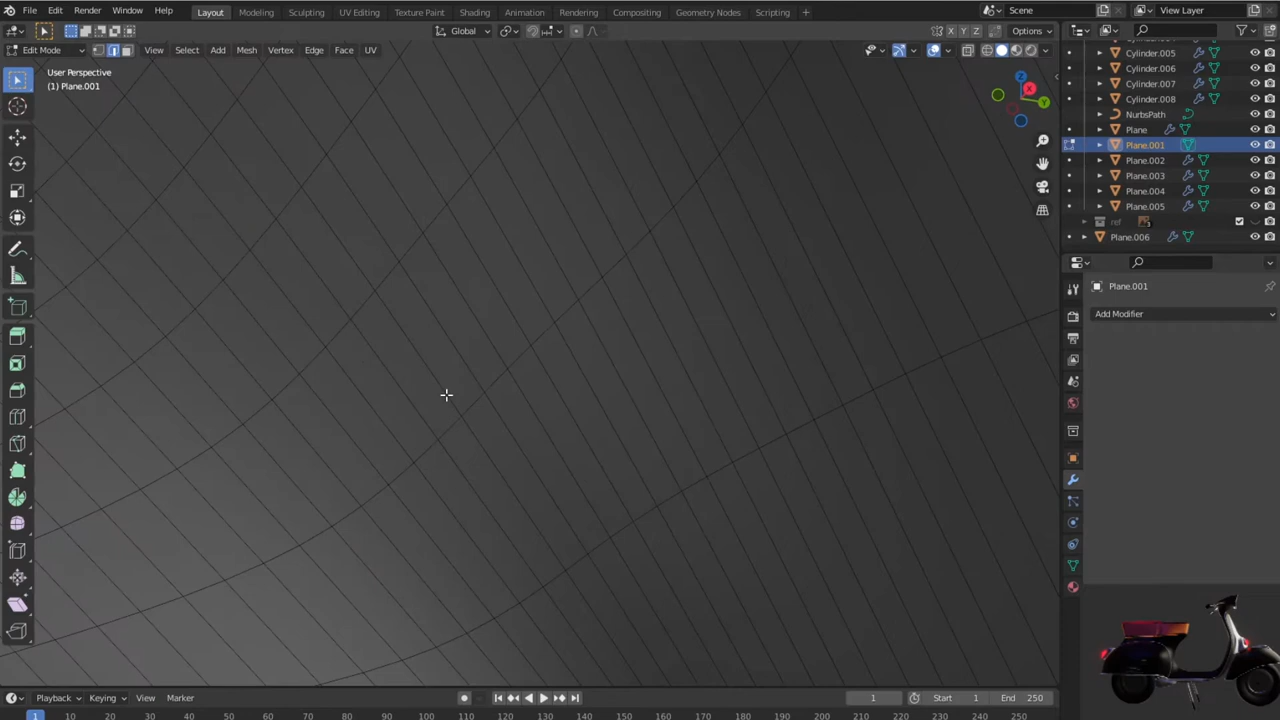 File Edit Render Window Help Layout Modeling Sculpting UV Editing Texture Paint Shading Animation Rendering Compositing Geometry Nodes Scripting + Scene View Layer
Global X Y Z Options
Edit Mode View Select Add Mesh Vertex Edge Face UV
User Perspective
(1) Plane.001
Z
Y
X
Cylinder.005
Cylinder.006
Cylinder.007
Cylinder.008
NurbsPath
Plane
Plane.001
Plane.002
Plane.003
Plane.004
Plane.005
ref
Plane.006
Plane.001
Add Modifier
Playback Keying View Marker 1 Start 1 End 250
1 10 20 30 40 50 60 70 80 90 100 110 120 130 140 150 160 170 180 190 200 210 220 230 240 250